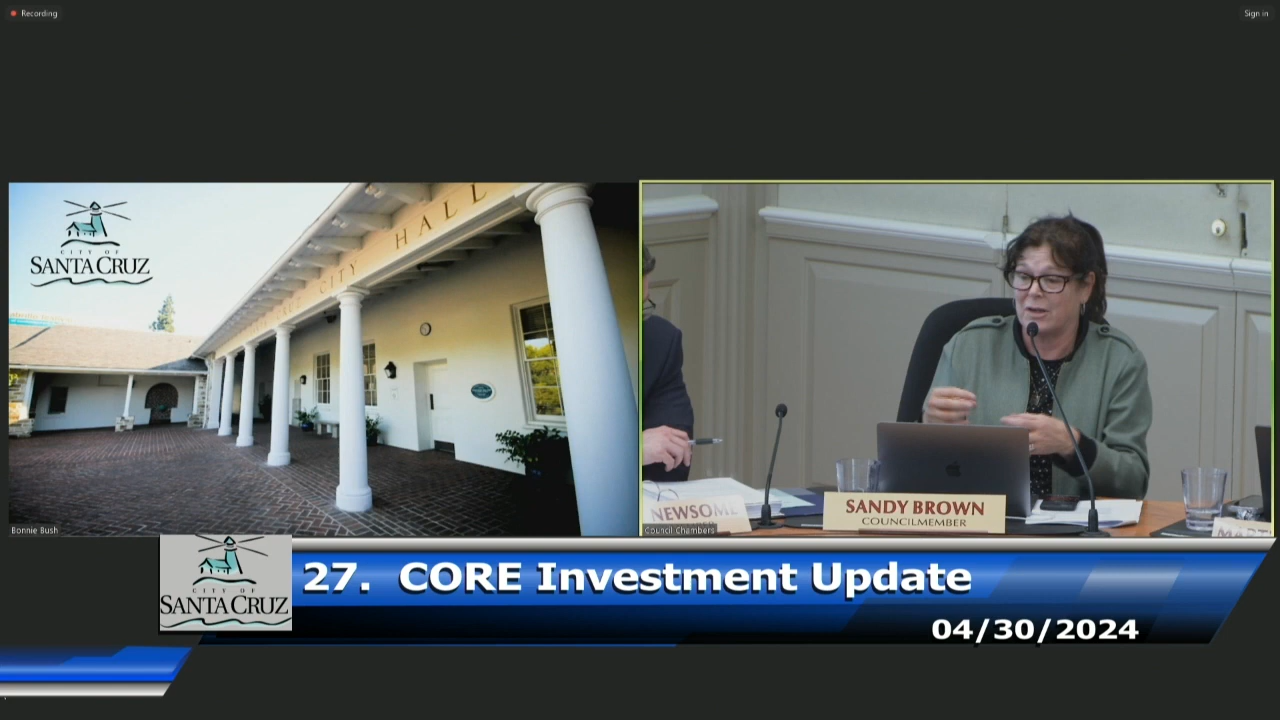 Recording
Sign in
CITY OF
SANTA CRUZ
CITY HALL
Bonnie Bush
NEWSOME
SANDY BROWN
COUNCILMEMBER
MART
Council Chambers
CITY OF
SANTA CRUZ
27. CORE Investment Update
04/30/2024